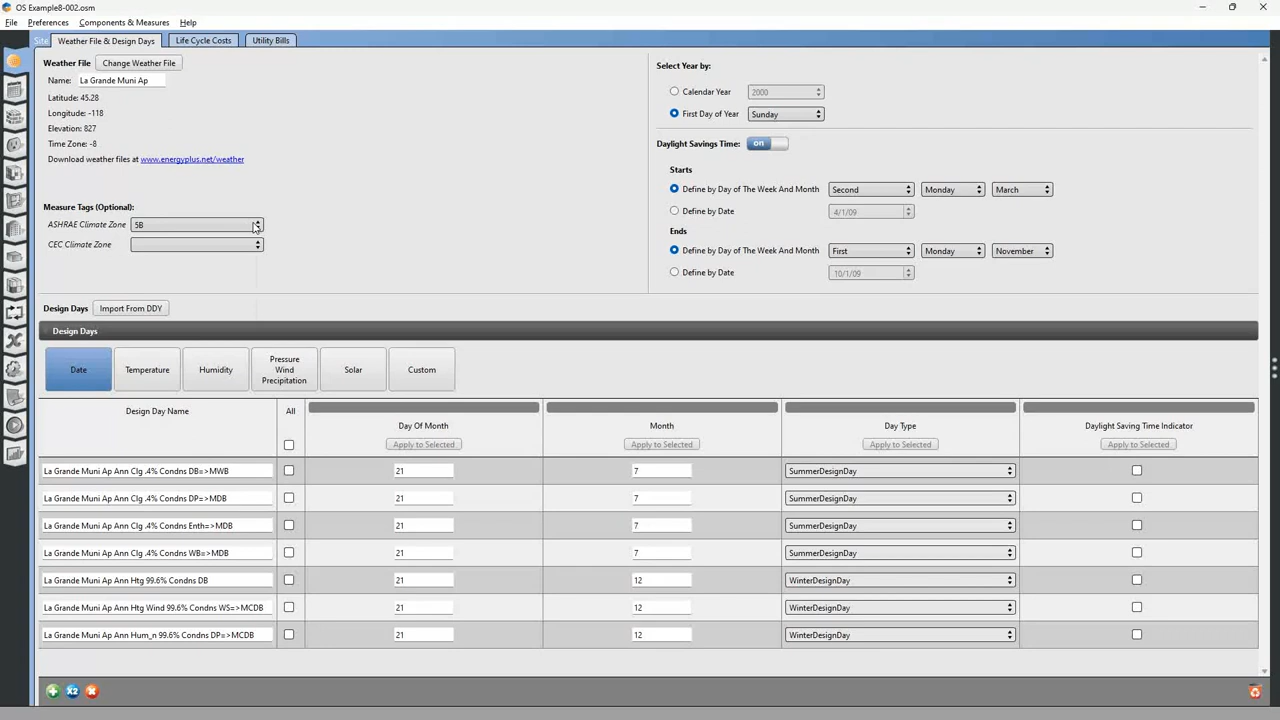 OS Example8-002.osm
File Preferences Components & Measures Help
Site Weather File & Design Days Life Cycle Costs Utility Bills
Weather File Change Weather File
Name: La Grande Muni Ap
Latitude: 45.28
Longitude: -118
Elevation: 827
Time Zone: -8
Download weather files at www.energyplus.net/weather
Measure Tags (Optional):
ASHRAE Climate Zone 5B
CEC Climate Zone
Select Year by:
Calendar Year 2000
First Day of Year Sunday
Daylight Savings Time: on
Starts
Define by Day of The Week And Month Second Monday March
Define by Date 4/1/09
Ends
Define by Day of The Week And Month First Monday November
Define by Date 10/1/09
Design Days Import From DDY
Design Days
Date Temperature Humidity Pressure Wind Precipitation Solar Custom
Design Day Name All Day Of Month Month Day Type Daylight Saving Time Indicator
Apply to Selected Apply to Selected Apply to Selected Apply to Selected
La Grande Muni Ap Ann Clg .4% Condns DB=>MWB 21 7 SummerDesignDay
La Grande Muni Ap Ann Clg .4% Condns DP=>MDB 21 7 SummerDesignDay
La Grande Muni Ap Ann Clg .4% Condns Enth=>MDB 21 7 SummerDesignDay
La Grande Muni Ap Ann Clg .4% Condns WB=>MDB 21 7 SummerDesignDay
La Grande Muni Ap Ann Htg 99.6% Condns DB 21 12 WinterDesignDay
La Grande Muni Ap Ann Htg Wind 99.6% Condns WS=>MCDB 21 12 WinterDesignDay
La Grande Muni Ap Ann Hum_n 99.6% Condns DP=>MCDB 21 12 WinterDesignDay
X2